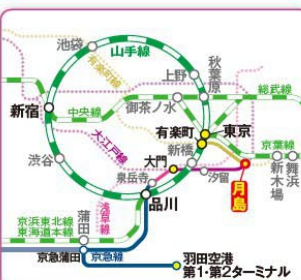 池袋
山手線
有楽町線
上野
秋葉原
総武線
新宿
中央線
御茶ノ水
有楽町
東京
大江戸線
新橋
京葉線
渋谷
大門
泉岳寺
汐留
月島
新木場
舞浜
品川
京浜東北線
東海道本線
蒲田
浅草線
京急蒲田
京急線
羽田空港
第1・第2ターミナル